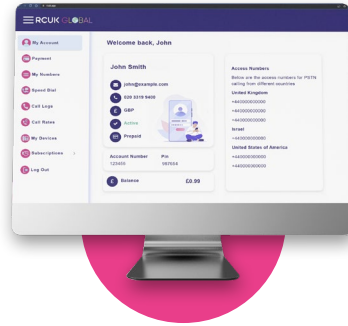 RCUK GLOBAL
My Account
Payment
My Numbers
Speed Dial
Call Logs
Call Rates
My Devices
Subscriptions
Log Out
Welcome back, John
John Smith
john@example.com
020 8319 9400
GBP
Active
Prepaid
Account Number Pin
123455 987654
Balance £0.99
Access Numbers
Below are the access numbers for PSTN
calling from different countries
United Kingdom
+440000000000
+440000000000
+440000000000
Israel
+440000000000
United States of America
+440000000000
+440000000000